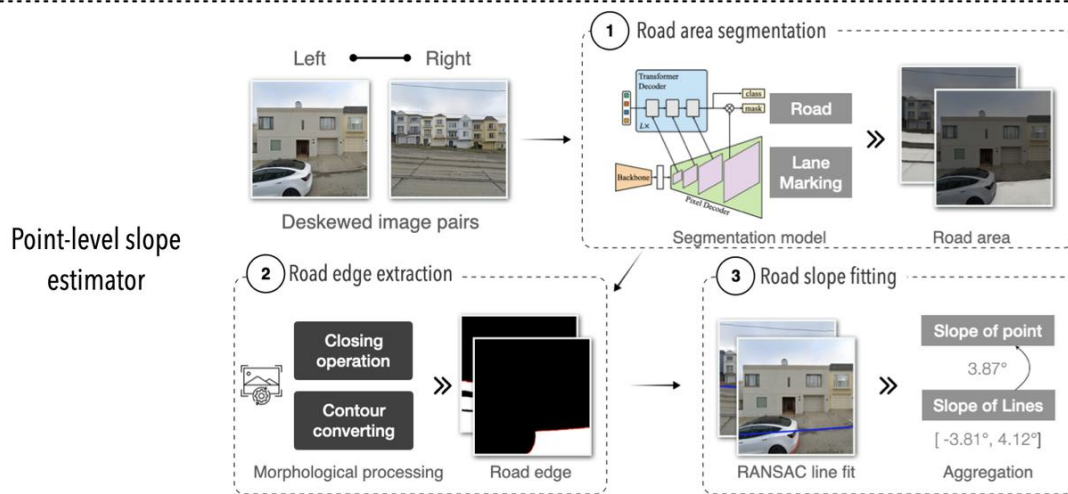 Point-level slope
estimator
Left
Right
Deskewed image pairs
1 Road area segmentation
Transformer
Decoder
L×
class
mask
Backbone
Pixel Decoder
Road
Lane
Marking
Segmentation model
Road area
2 Road edge extraction
Closing
operation
Contour
converting
Morphological processing
Road edge
3 Road slope fitting
RANSAC line fit
Slope of point
3.87°
Slope of Lines
[ -3.81°, 4.12°]
Aggregation